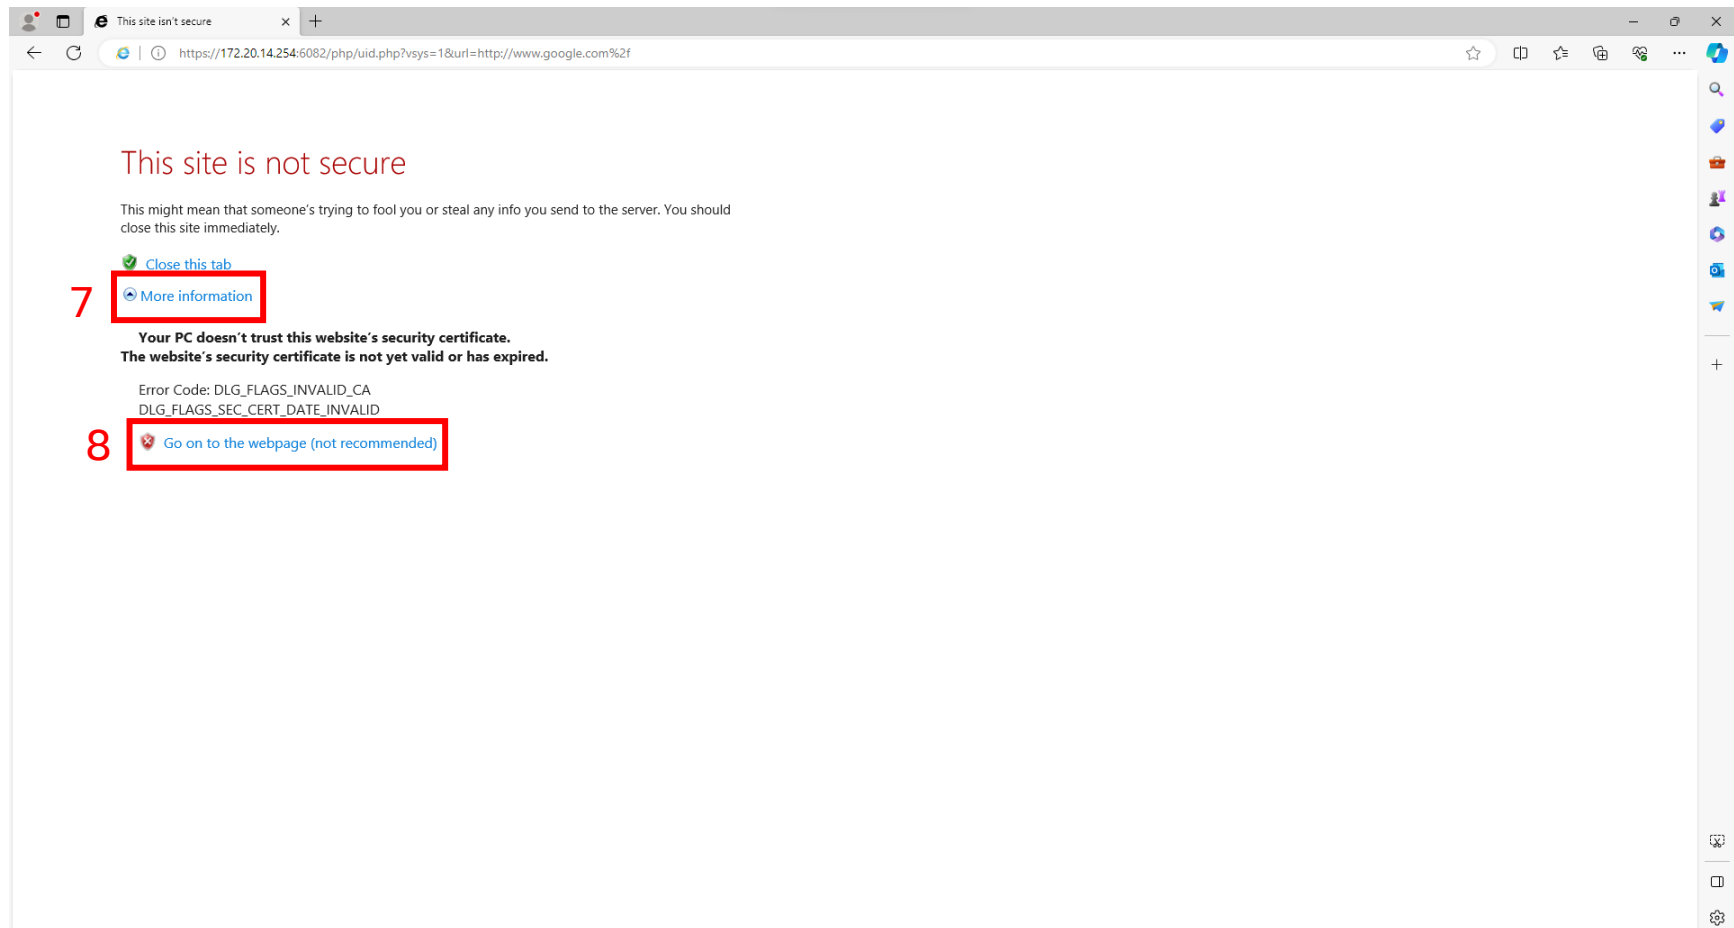 This site isn't secure
https://172.20.14.254:6082/php/uid.php?vsys=1&url=http://www.google.com%2f
This site is not secure
This might mean that someone's trying to fool you or steal any info you send to the server. You should
close this site immediately.
Close this tab
7
More information
Your PC doesn't trust this website's security certificate.
The website's security certificate is not yet valid or has expired.
Error Code: DLG_FLAGS_INVALID_CA
DLG_FLAGS_SEC_CERT_DATE_INVALID
8
Go on to the webpage (not recommended)